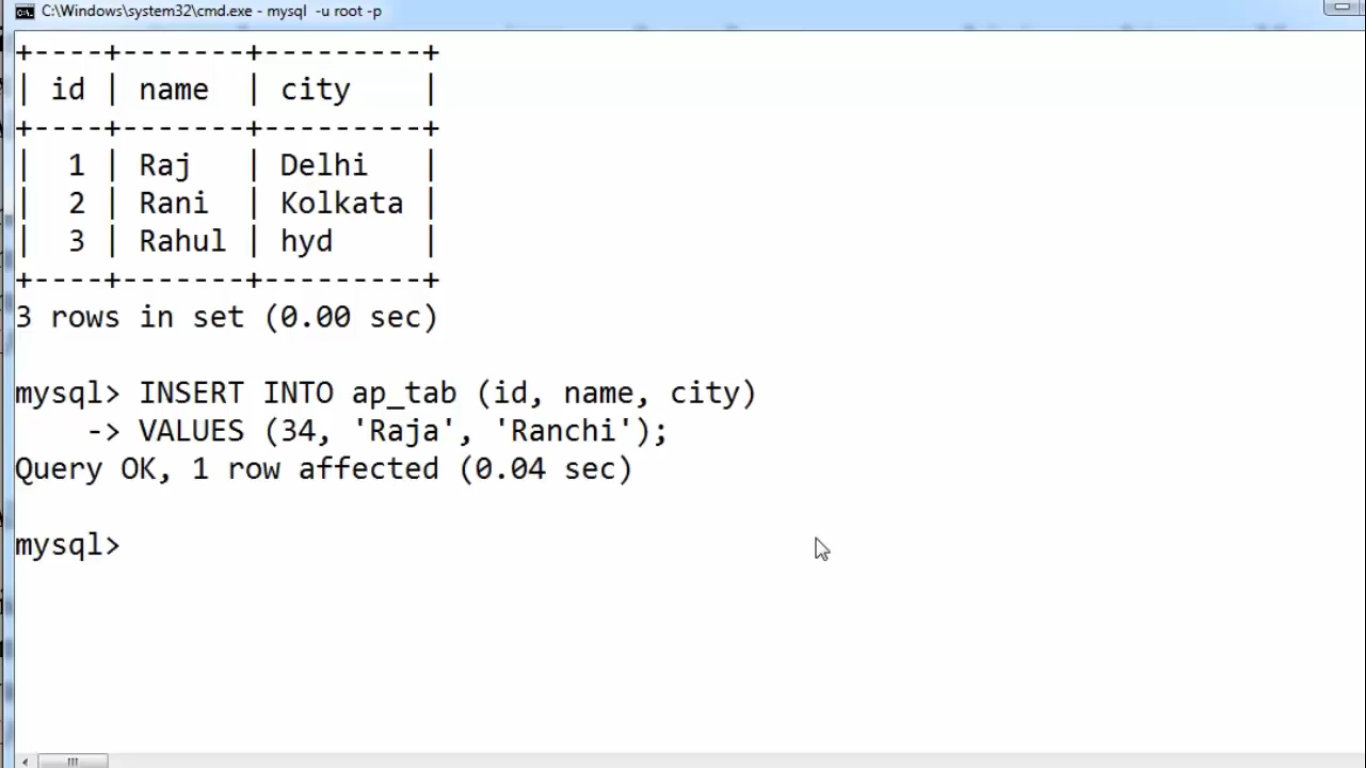 C:\Windows\system32\cmd.exe - mysql  -u root -p
+----+-------+---------+
| id | name  | city    |
+----+-------+---------+
|  1 | Raj   | Delhi   |
|  2 | Rani  | Kolkata |
|  3 | Rahul | hyd     |
+----+-------+---------+
3 rows in set (0.00 sec)
mysql> INSERT INTO ap_tab (id, name, city)
    -> VALUES (34, 'Raja', 'Ranchi');
Query OK, 1 row affected (0.04 sec)
mysql>